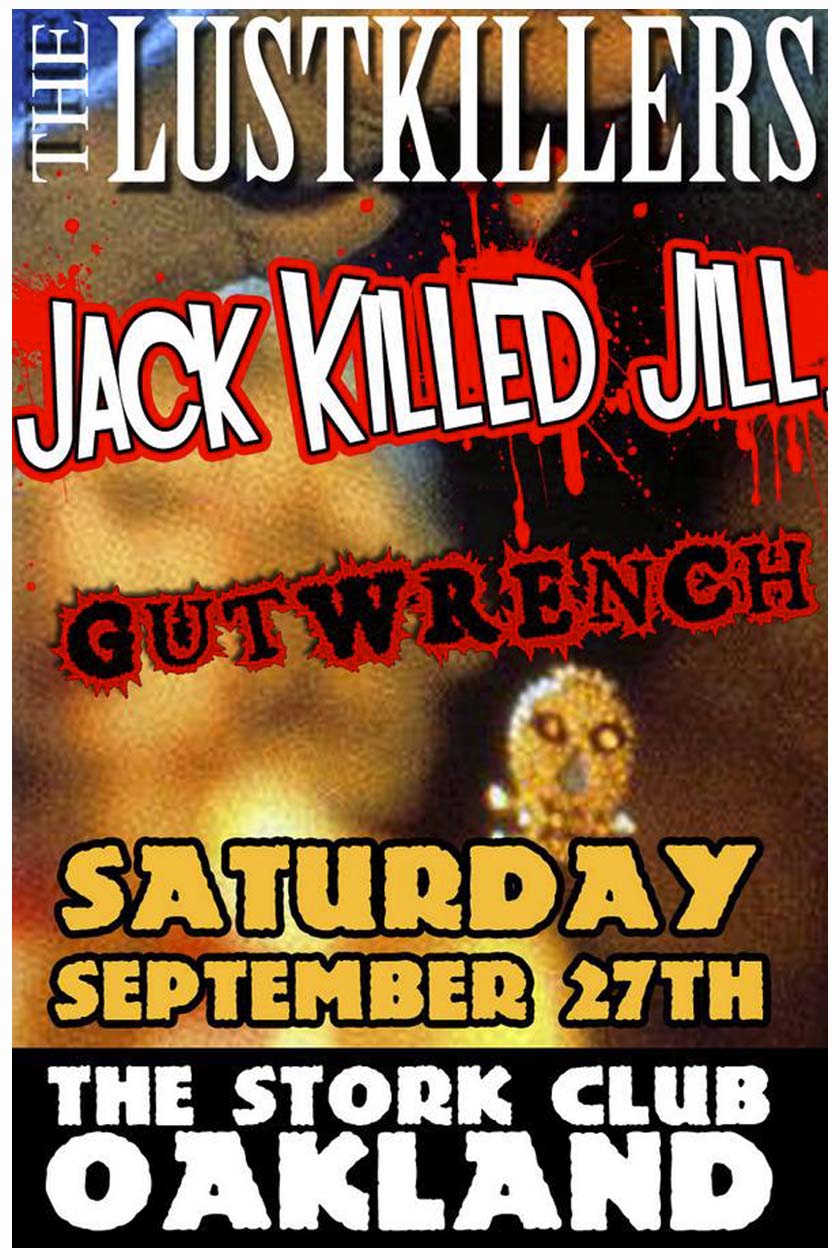 THE LUSTKILLERS
JACK KILLED JILL
GUTWRENCH
SATURDAY
SEPTEMBER 27TH
THE STORK CLUB
OAKLAND